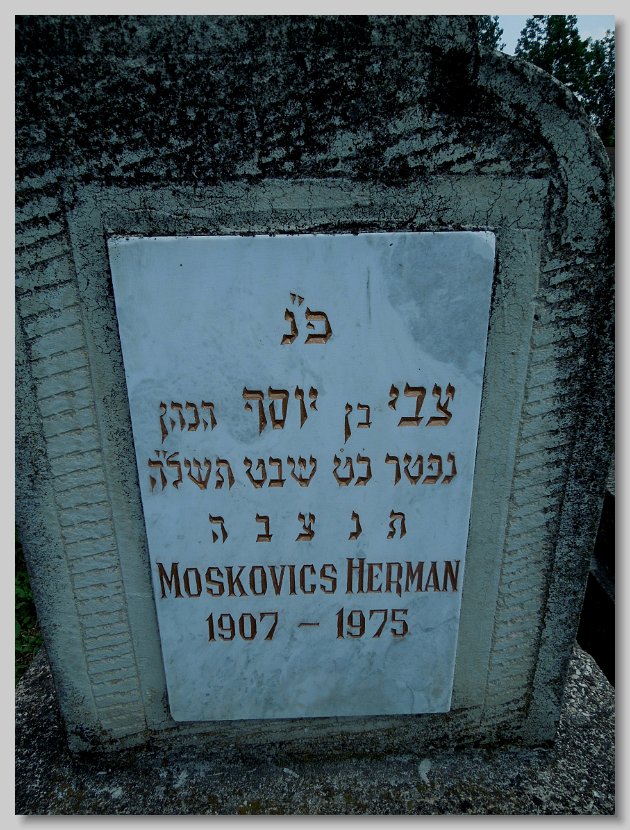 פ"נ
צבי בן יוסף הכהן
נפטר כט שבט תשל"ה
ת נ צ ב ה
MOSKOVICS HERMAN
1907 - 1975